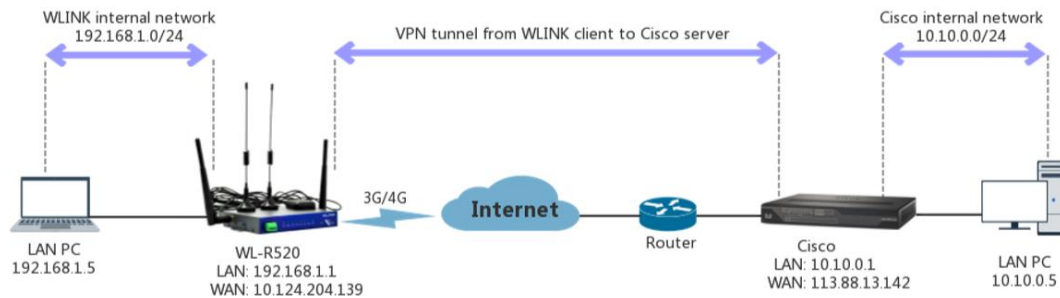 WLINK internal network
192.168.1.0/24
VPN tunnel from WLINK client to Cisco server
Cisco internal network
10.10.0.0/24
3G/4G
Internet
Router
LAN PC
192.168.1.5
WL-R520
LAN: 192.168.1.1
WAN: 10.124.204.139
Cisco
LAN: 10.10.0.1
WAN: 113.88.13.142
LAN PC
10.10.0.5